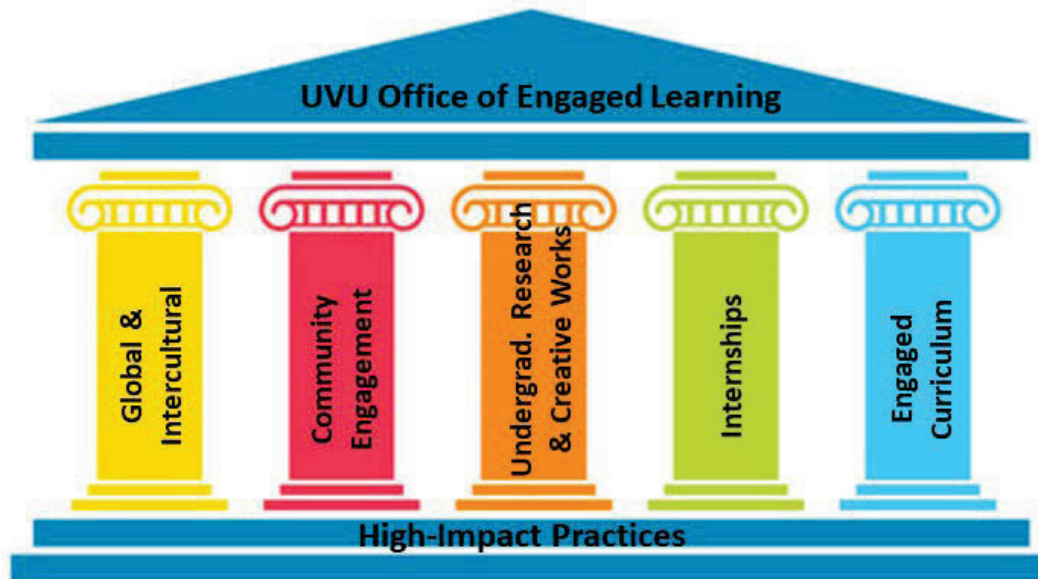 UVU Office of Engaged Learning
Global &
Intercultural
Community
Engagement
Undergrad. Research
& Creative Works
Internships
Engaged
Curriculum
High-Impact Practices